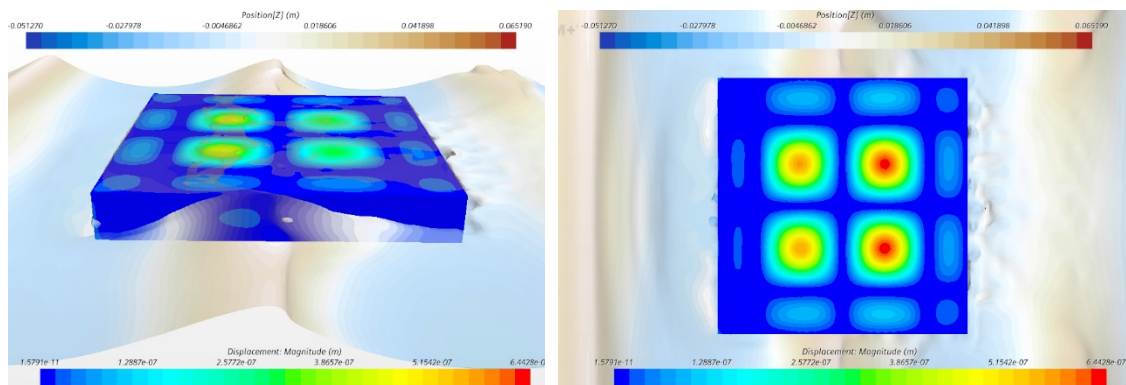 Position[Z] (m)
-0.051270 -0.027978 -0.0046862 0.018606 0.041898 0.065190
Displacement: Magnitude (m)
1.5791e-11 1.2887e-07 2.5772e-07 3.8657e-07 5.1542e-07 6.4428e-0
Position[Z] (m)
-0.051270 -0.027978 -0.0046862 0.018606 0.041898 0.065190
M+
Displacement: Magnitude (m)
1.5791e-11 1.2887e-07 2.5772e-07 3.8657e-07 5.1542e-07 6.4428e-07